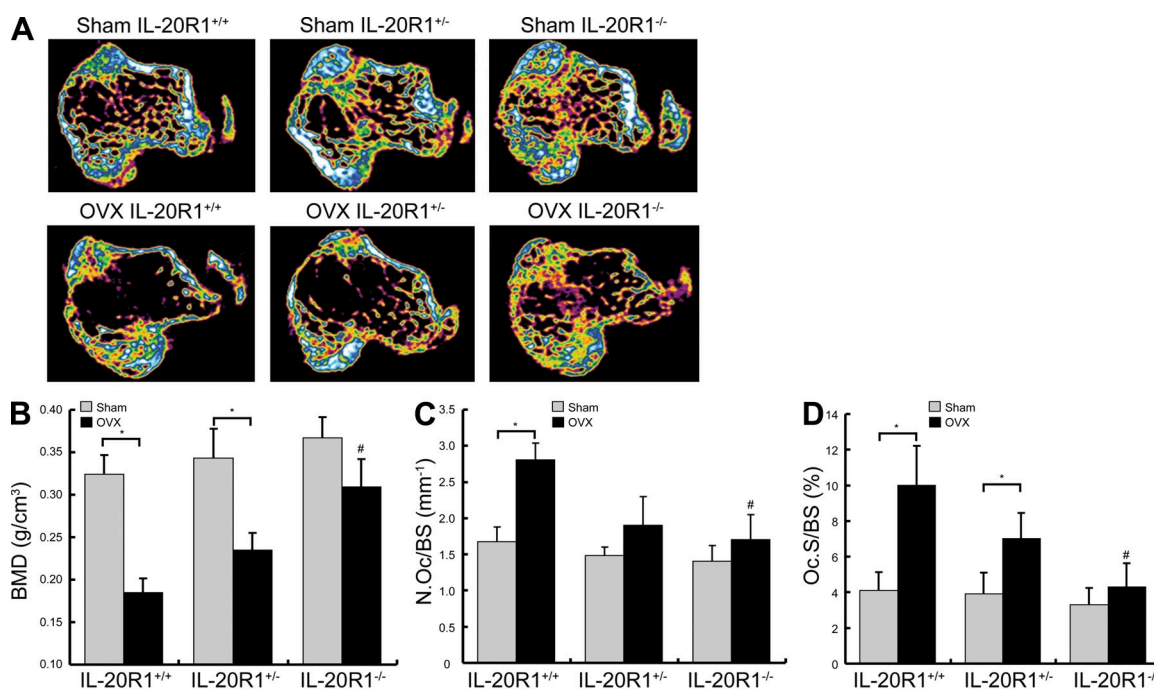 A
Sham IL-20R1+/+ Sham IL-20R1+/- Sham IL-20R1-/-
OVX IL-20R1+/+ OVX IL-20R1+/- OVX IL-20R1-/-
B
Sham
OVX
BMD (g/cm³)
0.40
0.35
0.30
0.25
0.20
0.15
0.10
* * #
IL-20R1+/+ IL-20R1+/- IL-20R1-/-
C
Sham
OVX
N.Oc/BS (mm⁻¹)
3.5
3.0
2.5
2.0
1.5
1.0
0.5
0
* #
IL-20R1+/+ IL-20R1+/- IL-20R1-/-
D
Sham
OVX
Oc.S/BS (%)
14
12
10
8
6
4
2
0
* * #
IL-20R1+/+ IL-20R1+/- IL-20R1-/